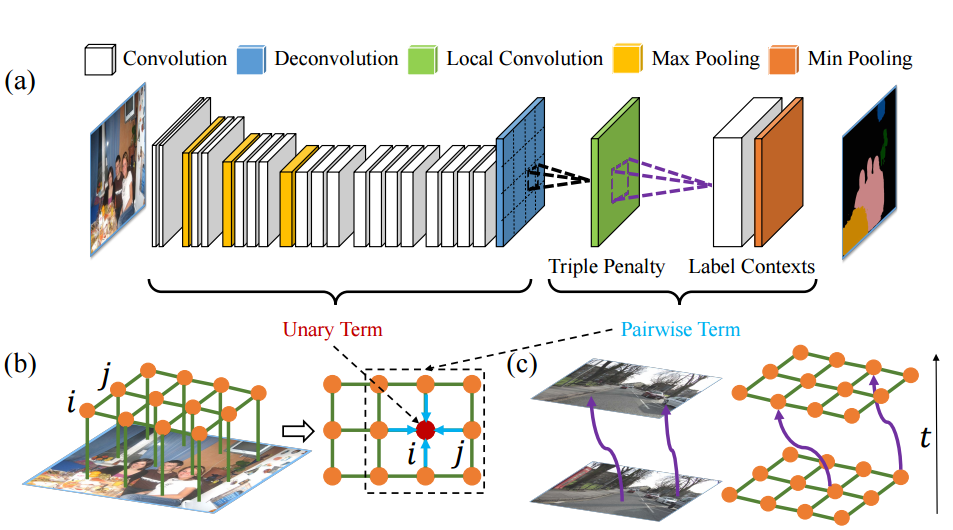 Convolution Deconvolution Local Convolution Max Pooling Min Pooling
(a)
Triple Penalty Label Contexts
Unary Term Pairwise Term
(b)
i
j
i
j
(c)
t